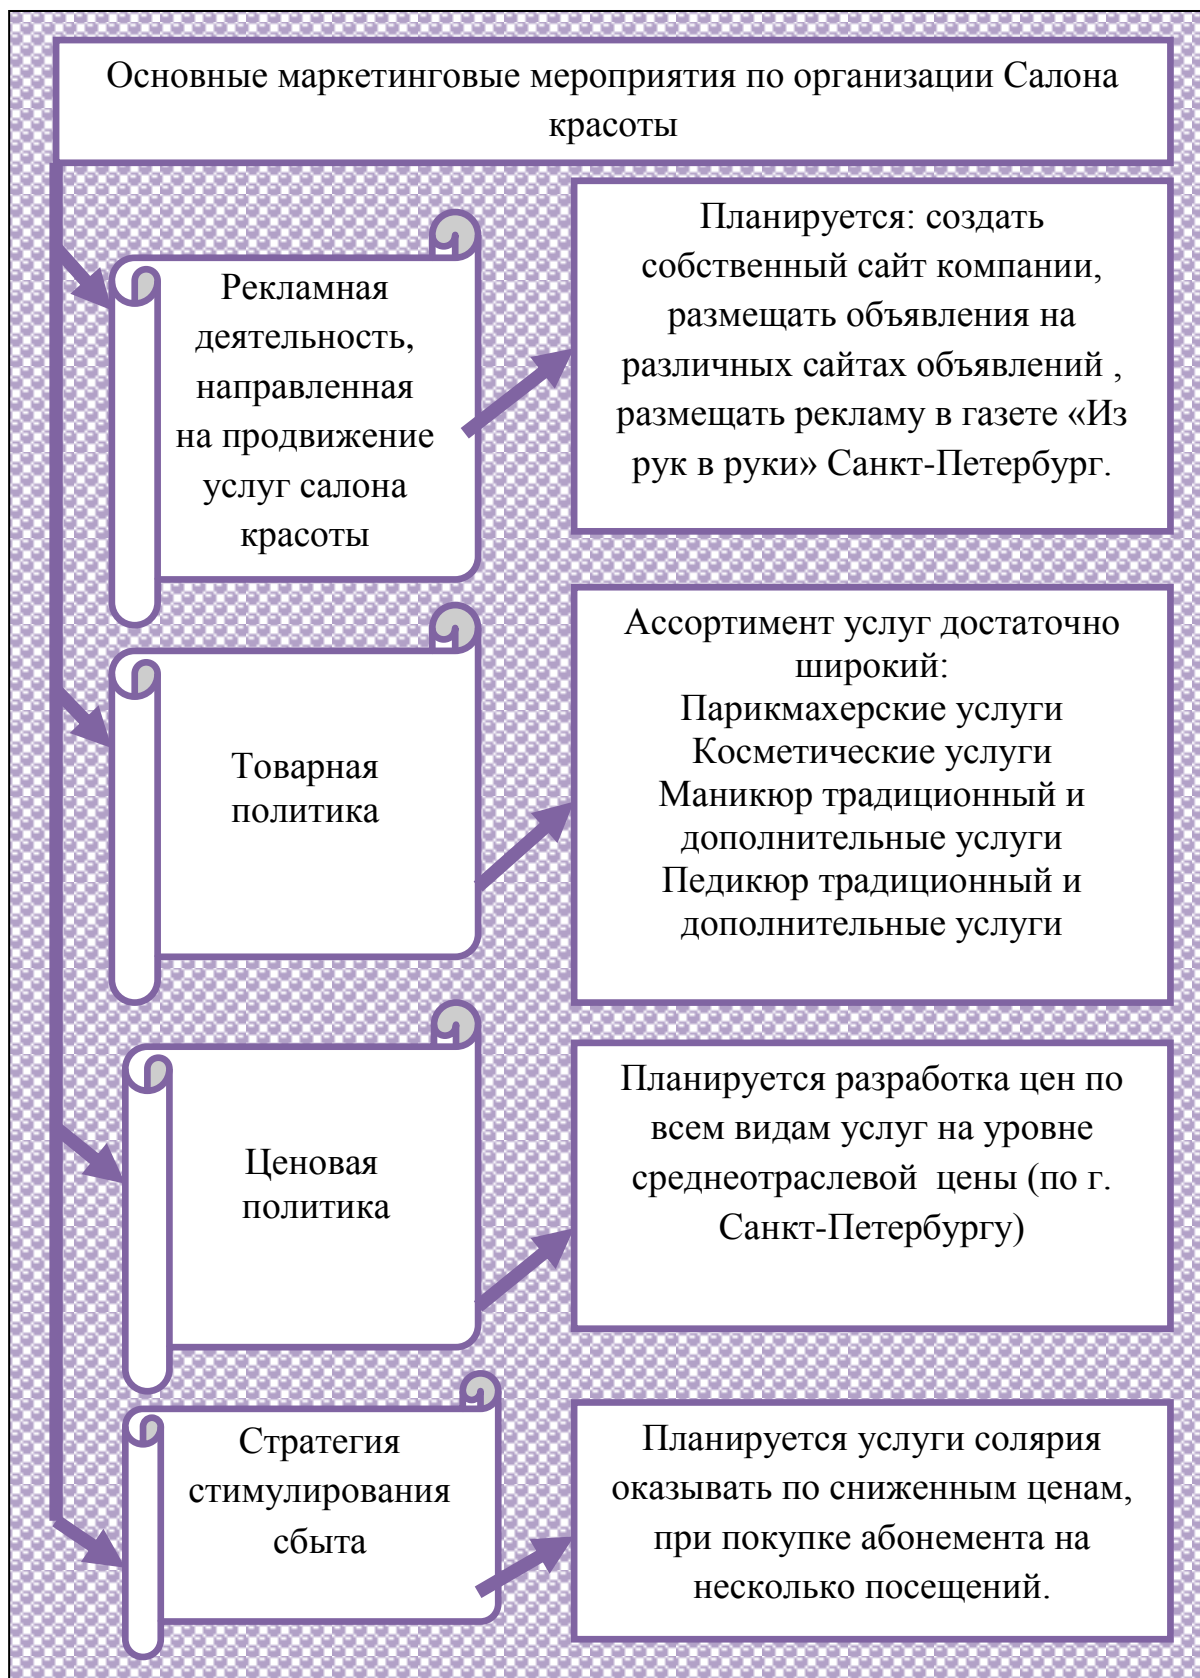 Основные маркетинговые мероприятия по организации Салона
красоты
Рекламная
деятельность,
направленная
на продвижение
услуг салона
красоты
Планируется: создать
собственный сайт компании,
размещать объявления на
различных сайтах объявлений ,
размещать рекламу в газете «Из
рук в руки» Санкт-Петербург.
Товарная
политика
Ассортимент услуг достаточно
широкий:
Парикмахерские услуги
Косметические услуги
Маникюр традиционный и
дополнительные услуги
Педикюр традиционный и
дополнительные услуги
Ценовая
политика
Планируется разработка цен по
всем видам услуг на уровне
среднеотраслевой  цены (по г.
Санкт-Петербургу)
Стратегия
стимулирования
сбыта
Планируется услуги солярия
оказывать по сниженным ценам,
при покупке абонемента на
несколько посещений.